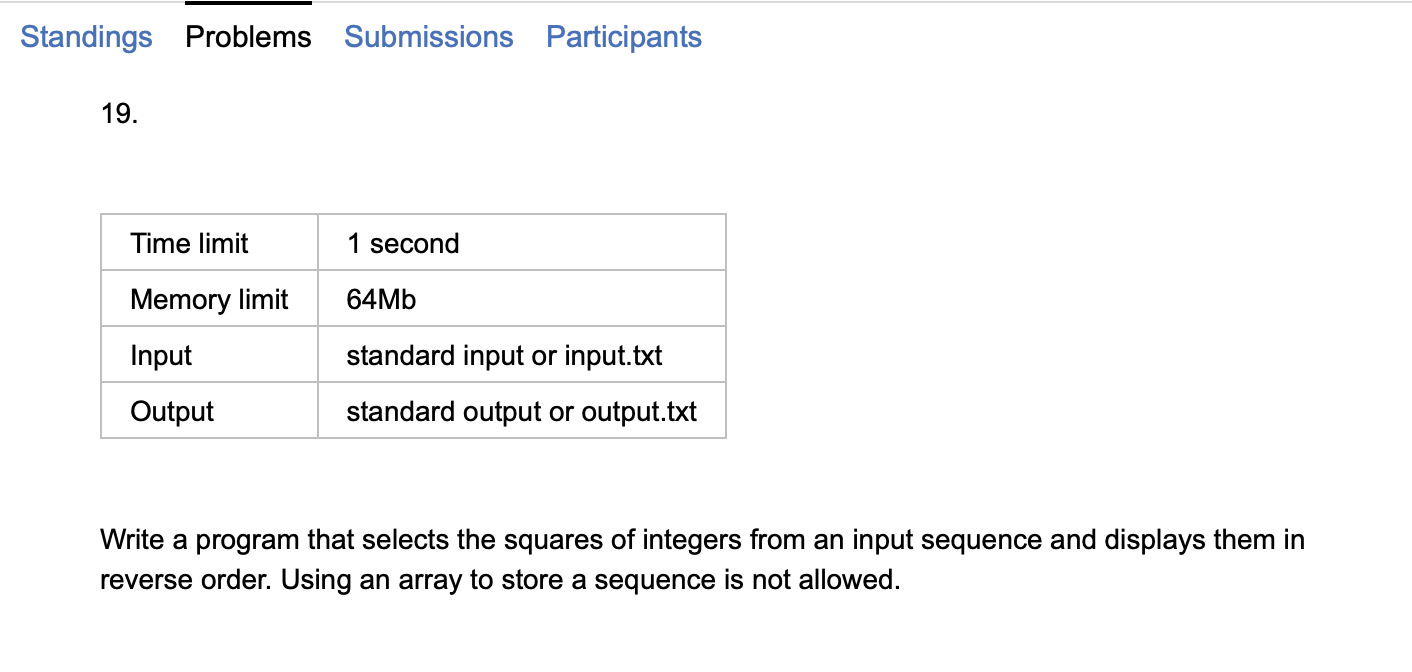 Standings Problems Submissions Participants
19.
Time limit 1 second
Memory limit 64Mb
Input standard input or input.txt
Output standard output or output.txt
Write a program that selects the squares of integers from an input sequence and displays them in
reverse order. Using an array to store a sequence is not allowed.